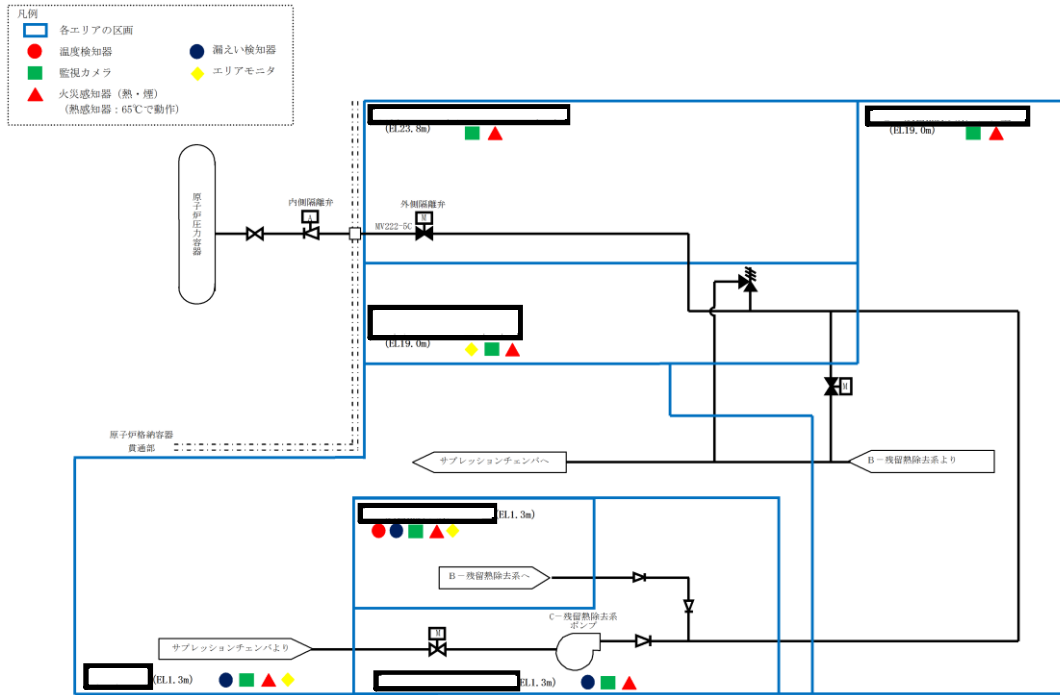 凡例
各エリアの区画
温度検知器
漏えい検知器
監視カメラ
エリアモニタ
火災感知器(熱・煙)
(熱感知器:65℃で動作)
(EL23.8m)
(EL19.0m)
原子炉圧力容器
内側隔離弁
A
外側隔離弁
M
MV222-5C
(EL19.0m)
M
原子炉格納容器
貫通部
サプレッションチェンバへ
B-残留熱除去系より
(EL1.3m)
B-残留熱除去系へ
C-残留熱除去系
ポンプ
M
サプレッションチェンバより
(EL1.3m)
(EL1.3m)